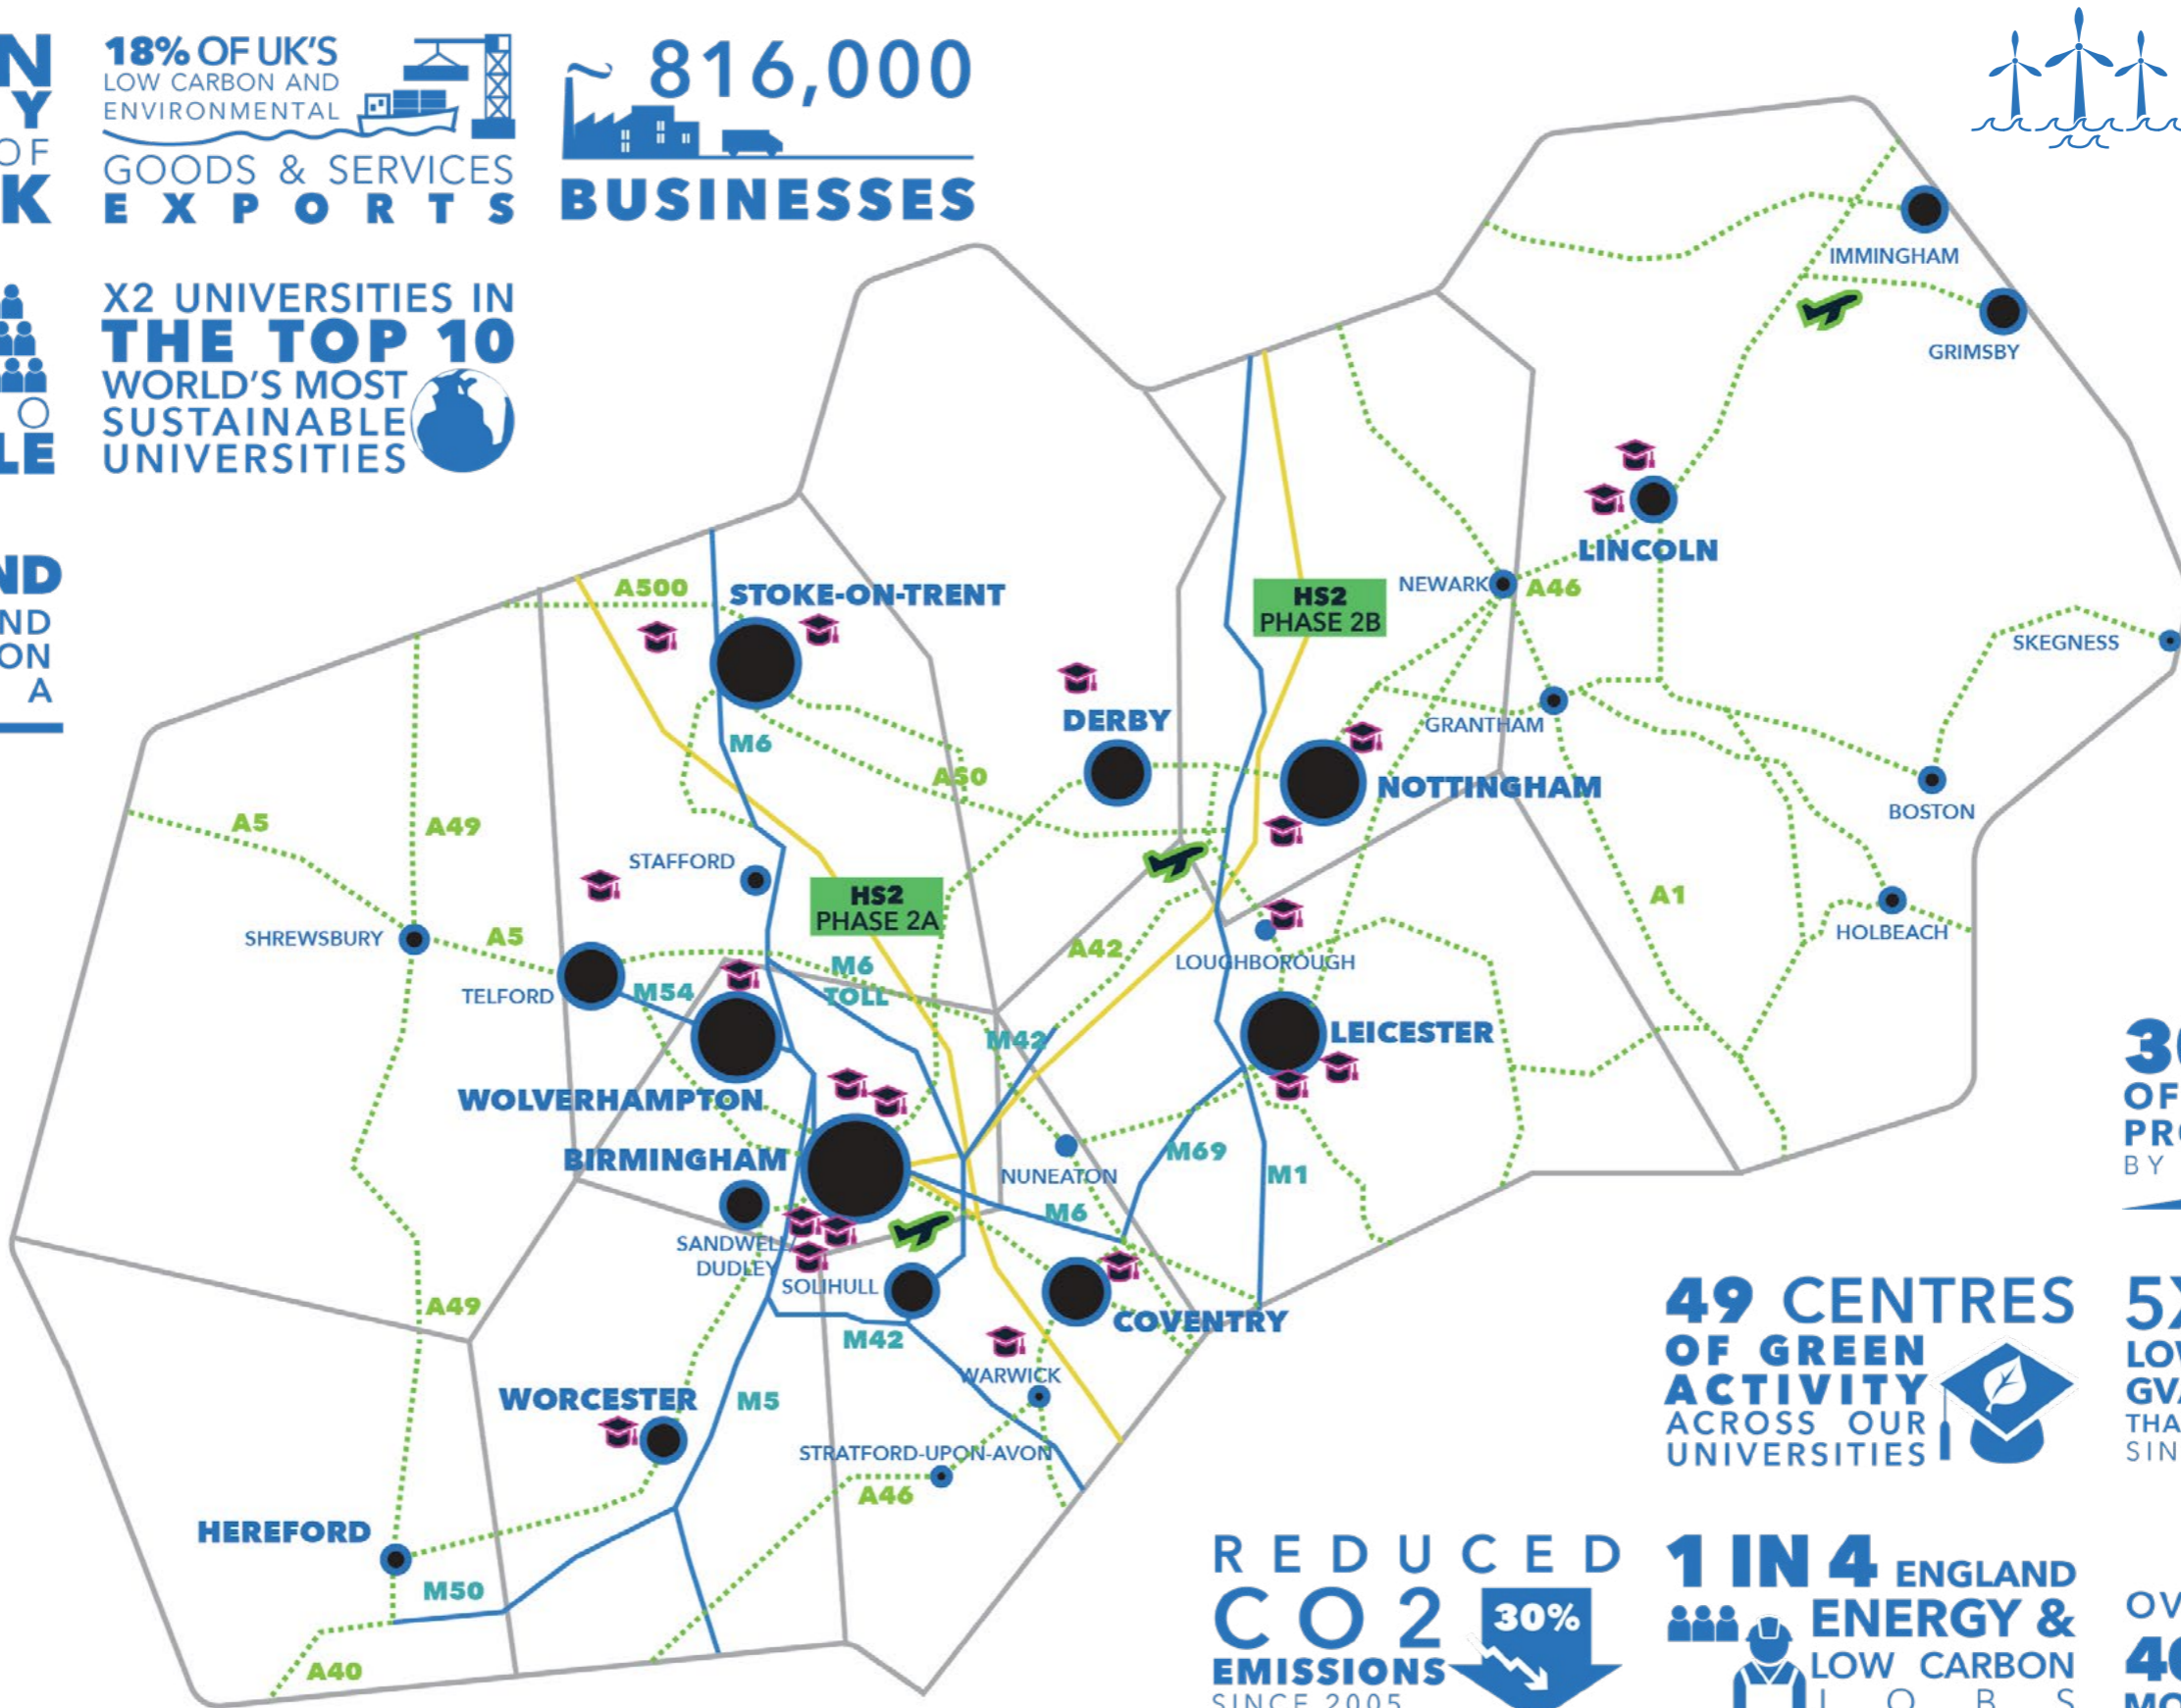 18% OF UK'S
LOW CARBON AND
ENVIRONMENTAL
GOODS & SERVICES
EXPORTS
816,000
BUSINESSES
X2 UNIVERSITIES IN
THE TOP 10
WORLD'S MOST
SUSTAINABLE
UNIVERSITIES
N
Y
OF
K
LE
ND
ND
ON
A
IMMINGHAM
GRIMSBY
LINCOLN
NEWARK
A46
SKEGNESS
A500
STOKE-ON-TRENT
HS2
PHASE 2B
DERBY
GRANTHAM
M6
A50
NOTTINGHAM
BOSTON
A5
A49
STAFFORD
HS2
PHASE 2A
A1
SHREWSBURY
A5
A42
HOLBEACH
LOUGHBOROUGH
M6
TOLL
TELFORD
M54
M42
LEICESTER
WOLVERHAMPTON
BIRMINGHAM
NUNEATON
M69
M1
M6
SANDWELL/
DUDLEY
SOLIHULL
COVENTRY
A49
M42
WARWICK
WORCESTER
M5
STRATFORD-UPON-AVON
A46
HEREFORD
M50
A40
OF
PR
BY
49 CENTRES
OF GREEN
ACTIVITY
ACROSS OUR
UNIVERSITIES
5
LO
GV
THA
SIN
REDUCED
CO2
30%
EMISSIONS
SINCE 2005
1 IN 4 ENGLAND
ENERGY &
LOW CARBON
JOBS
OV